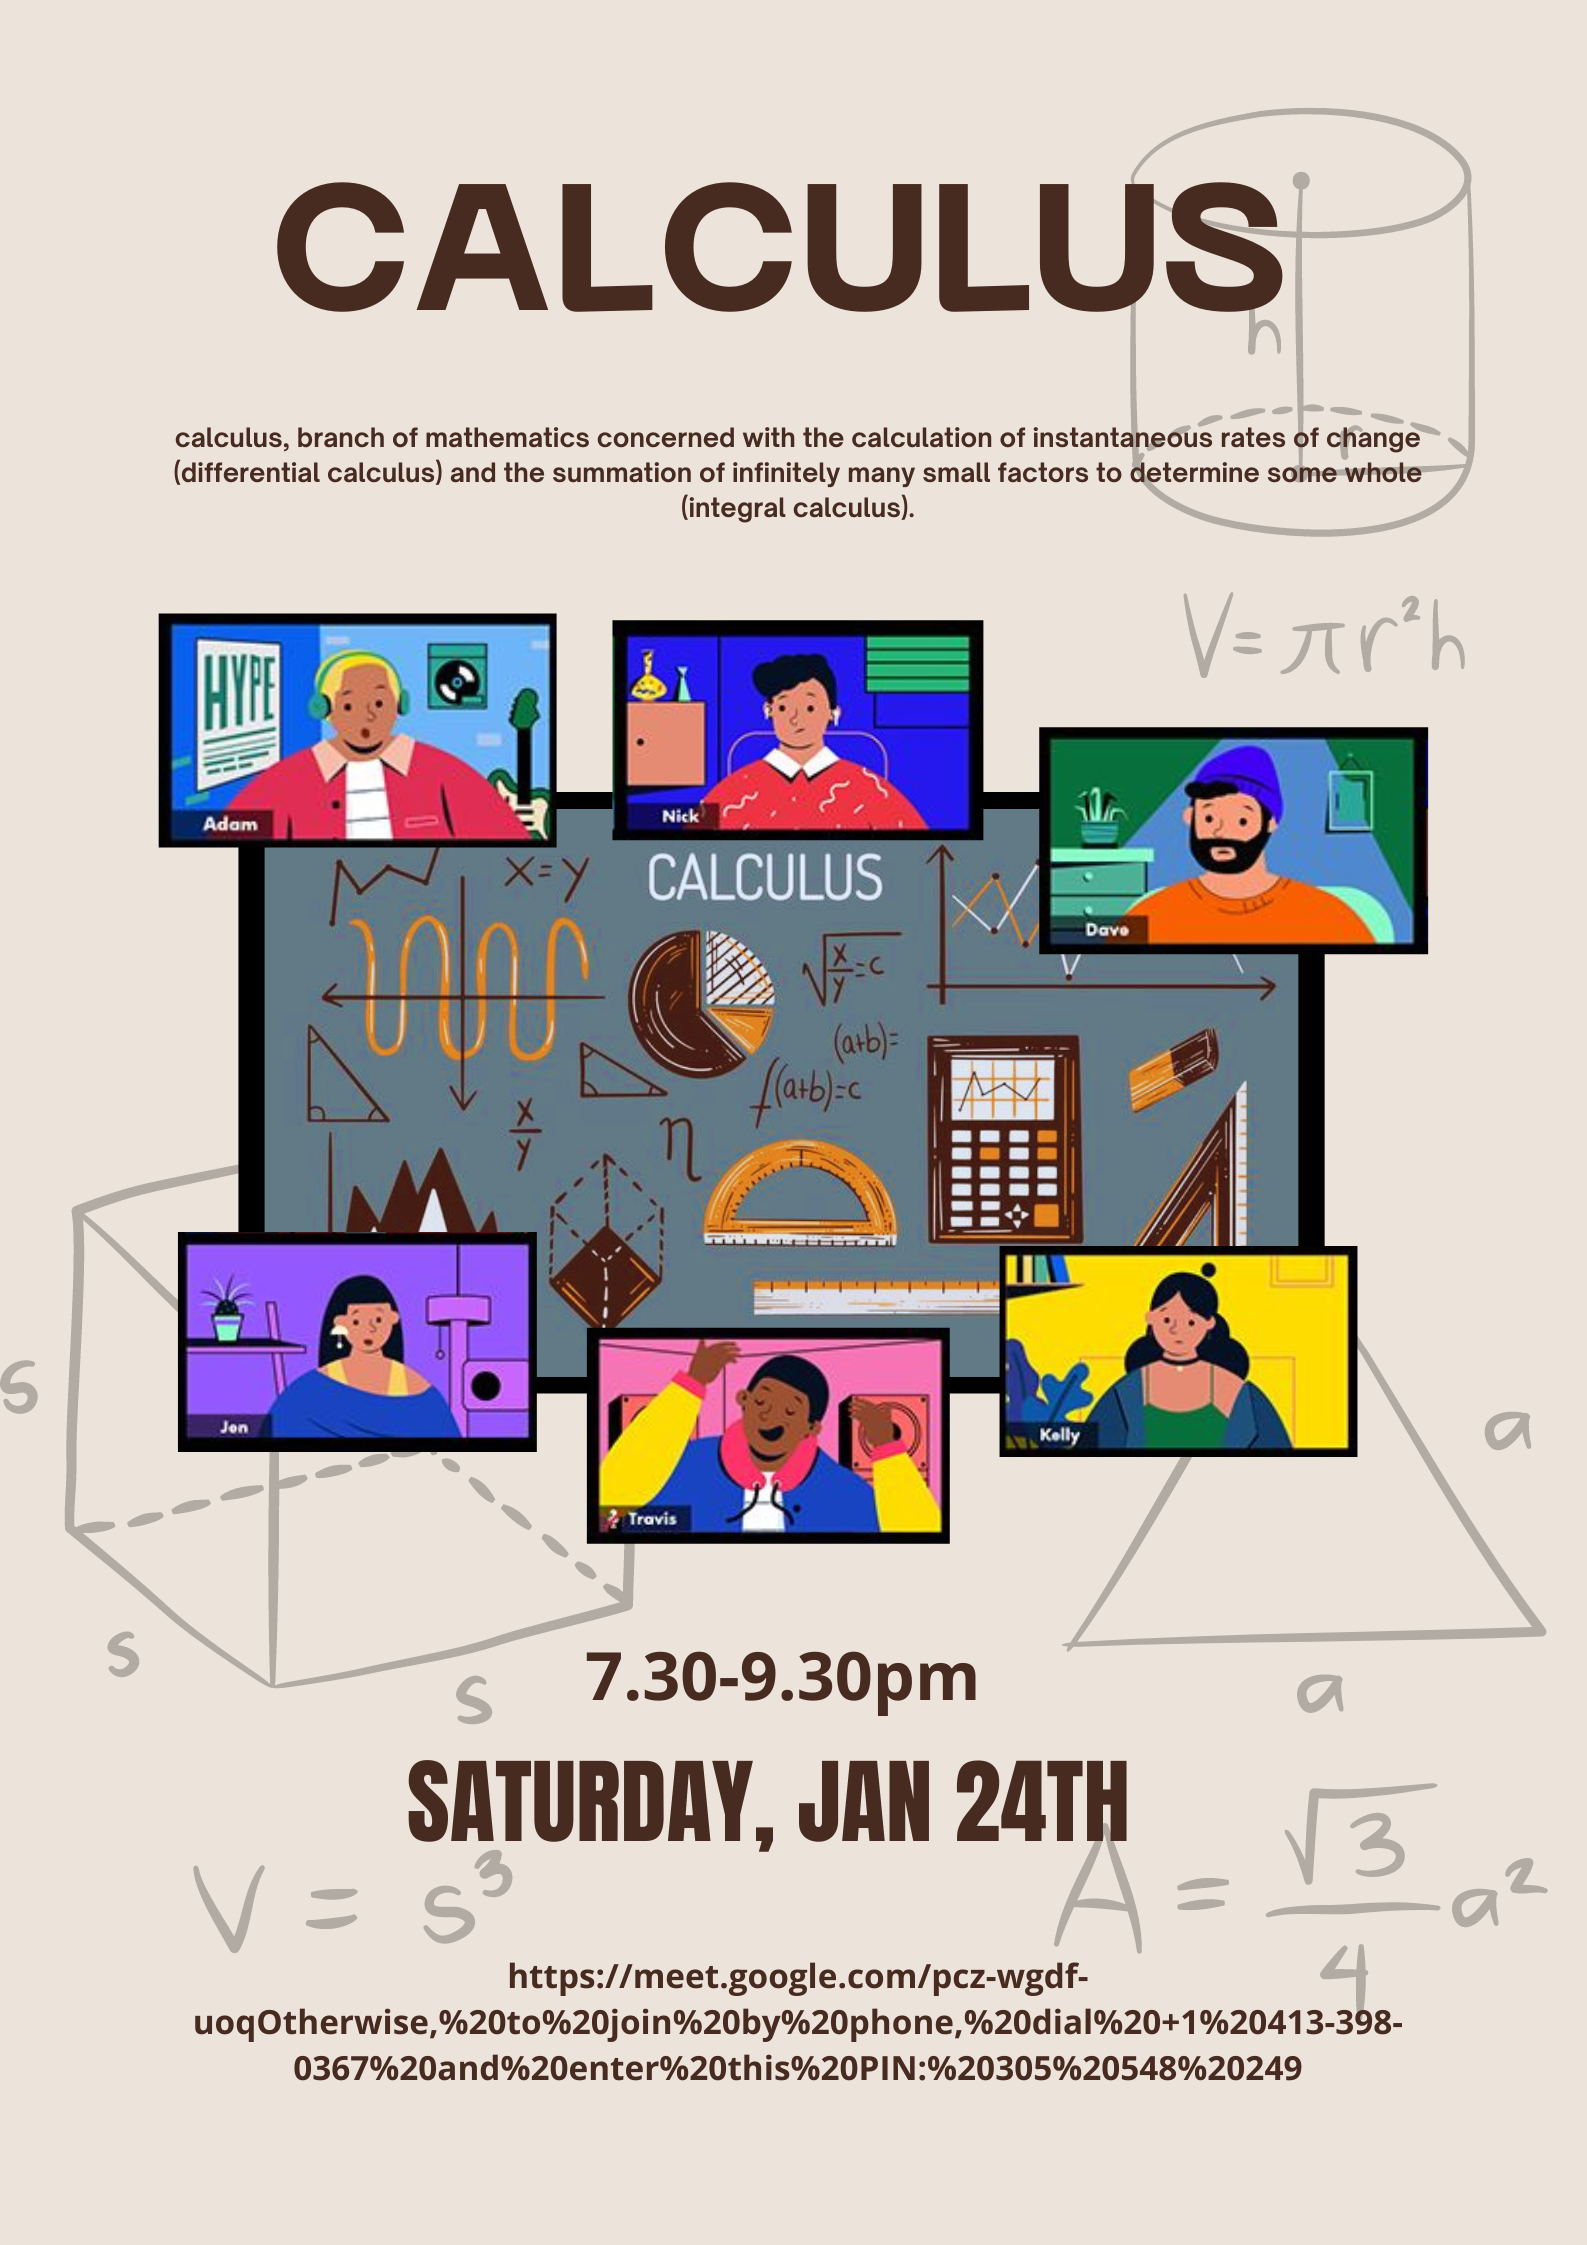 CALCULUS
h
calculus, branch of mathematics concerned with the calculation of instantaneous rates of change
r
(differential calculus) and the summation of infinitely many small factors to determine some whole
(integral calculus).
V= πr²h
HYPE
Adam
Nick
Dave
x=y
CALCULUS
√x/y=c
(a+b)=
f(a+b)=c
x/y
n
Jen
Kelly
Travis
s
a
s
s
a
7.30-9.30pm
SATURDAY, JAN 24TH
V = s³
A = √3/4 a²
https://meet.google.com/pcz-wgdf-
uoqOtherwise,%20to%20join%20by%20phone,%20dial%20+1%20413-398-
0367%20and%20enter%20this%20PIN:%20305%20548%20249